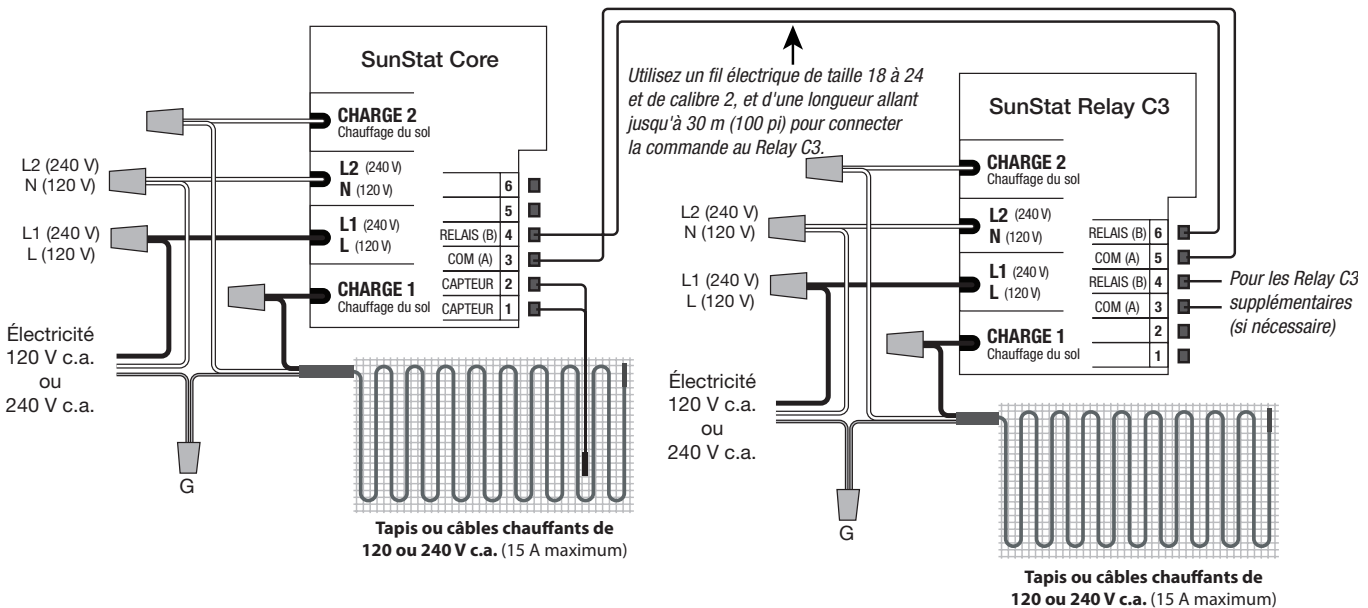 SunStat Core
CHARGE 2
Chauffage du sol
L2 (240 V)
N (120 V)
L1 (240 V)
L (120 V)
CHARGE 1
Chauffage du sol
6
5
RELAIS (B) 4
COM (A) 3
CAPTEUR 2
CAPTEUR 1
L2 (240 V)
N (120 V)
L1 (240 V)
L (120 V)
Électricité
120 V c.a.
ou
240 V c.a.
G
Tapis ou câbles chauffants de
120 ou 240 V c.a. (15 A maximum)
Utilisez un fil électrique de taille 18 à 24
et de calibre 2, et d'une longueur allant
jusqu'à 30 m (100 pi) pour connecter
la commande au Relay C3.
SunStat Relay C3
CHARGE 2
Chauffage du sol
L2 (240 V)
N (120 V)
L1 (240 V)
L (120 V)
CHARGE 1
Chauffage du sol
RELAIS (B) 6
COM (A) 5
RELAIS (B) 4
COM (A) 3
2
1
Pour les Relay C3
supplémentaires
(si nécessaire)
L2 (240 V)
N (120 V)
L1 (240 V)
L (120 V)
Électricité
120 V c.a.
ou
240 V c.a.
G
Tapis ou câbles chauffants de
120 ou 240 V c.a. (15 A maximum)